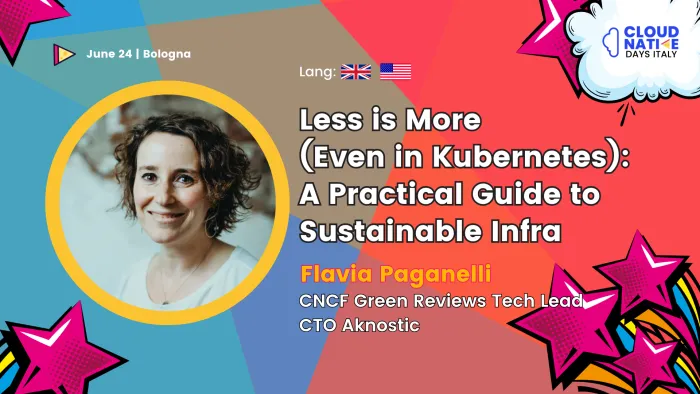 June 24 | Bologna
CLOUD
NATIVE
DAYS ITALY
Lang:
Less is More
(Even in Kubernetes):
A Practical Guide to
Sustainable Infra
Flavia Paganelli
CNCF Green Reviews Tech Lead
CTO Aknostic